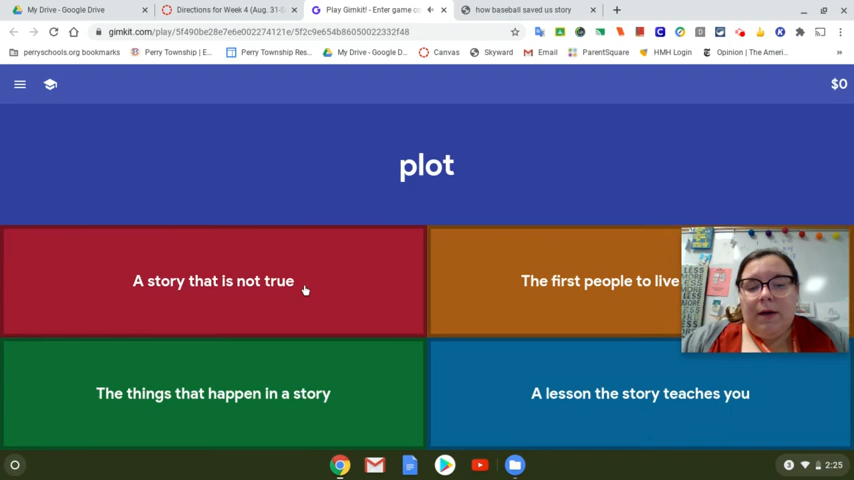 My Drive - Google Drive
Directions for Week 4 (Aug. 31-S
Play Gimkit! - Enter game co
how baseball saved us story
gimkit.com/play/5f490be28e7e6e002274121e/5f2c9e654b86050022332f48
perryschools.org bookmarks
Perry Township | E...
Perry Township Res...
My Drive - Google D...
Canvas
Skyward
Email
ParentSquare
HMH Login
Opinion | The Ameri...
$0
plot
A story that is not true
The first people to live
The things that happen in a story
A lesson the story teaches you
3
2:25